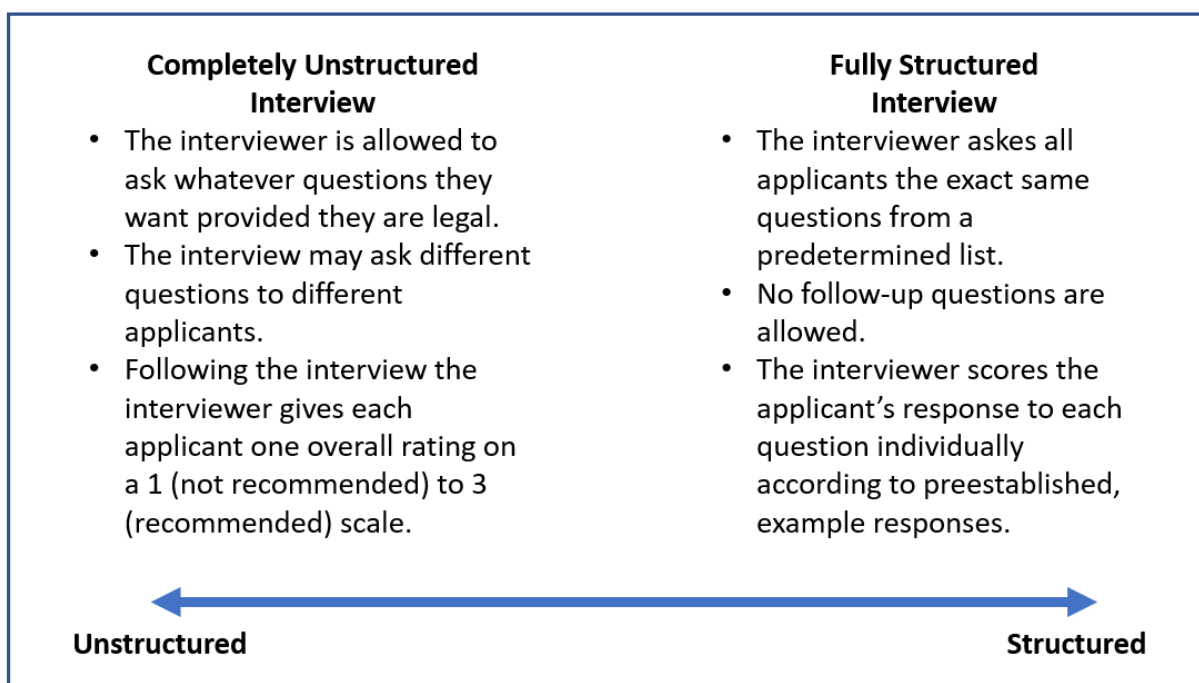 Completely Unstructured
Interview
• The interviewer is allowed to
ask whatever questions they
want provided they are legal.
• The interview may ask different
questions to different
applicants.
• Following the interview the
interviewer gives each
applicant one overall rating on
a 1 (not recommended) to 3
(recommended) scale.
Fully Structured
Interview
• The interviewer askes all
applicants the exact same
questions from a
predetermined list.
• No follow-up questions are
allowed.
• The interviewer scores the
applicant’s response to each
question individually
according to preestablished,
example responses.
Unstructured
Structured